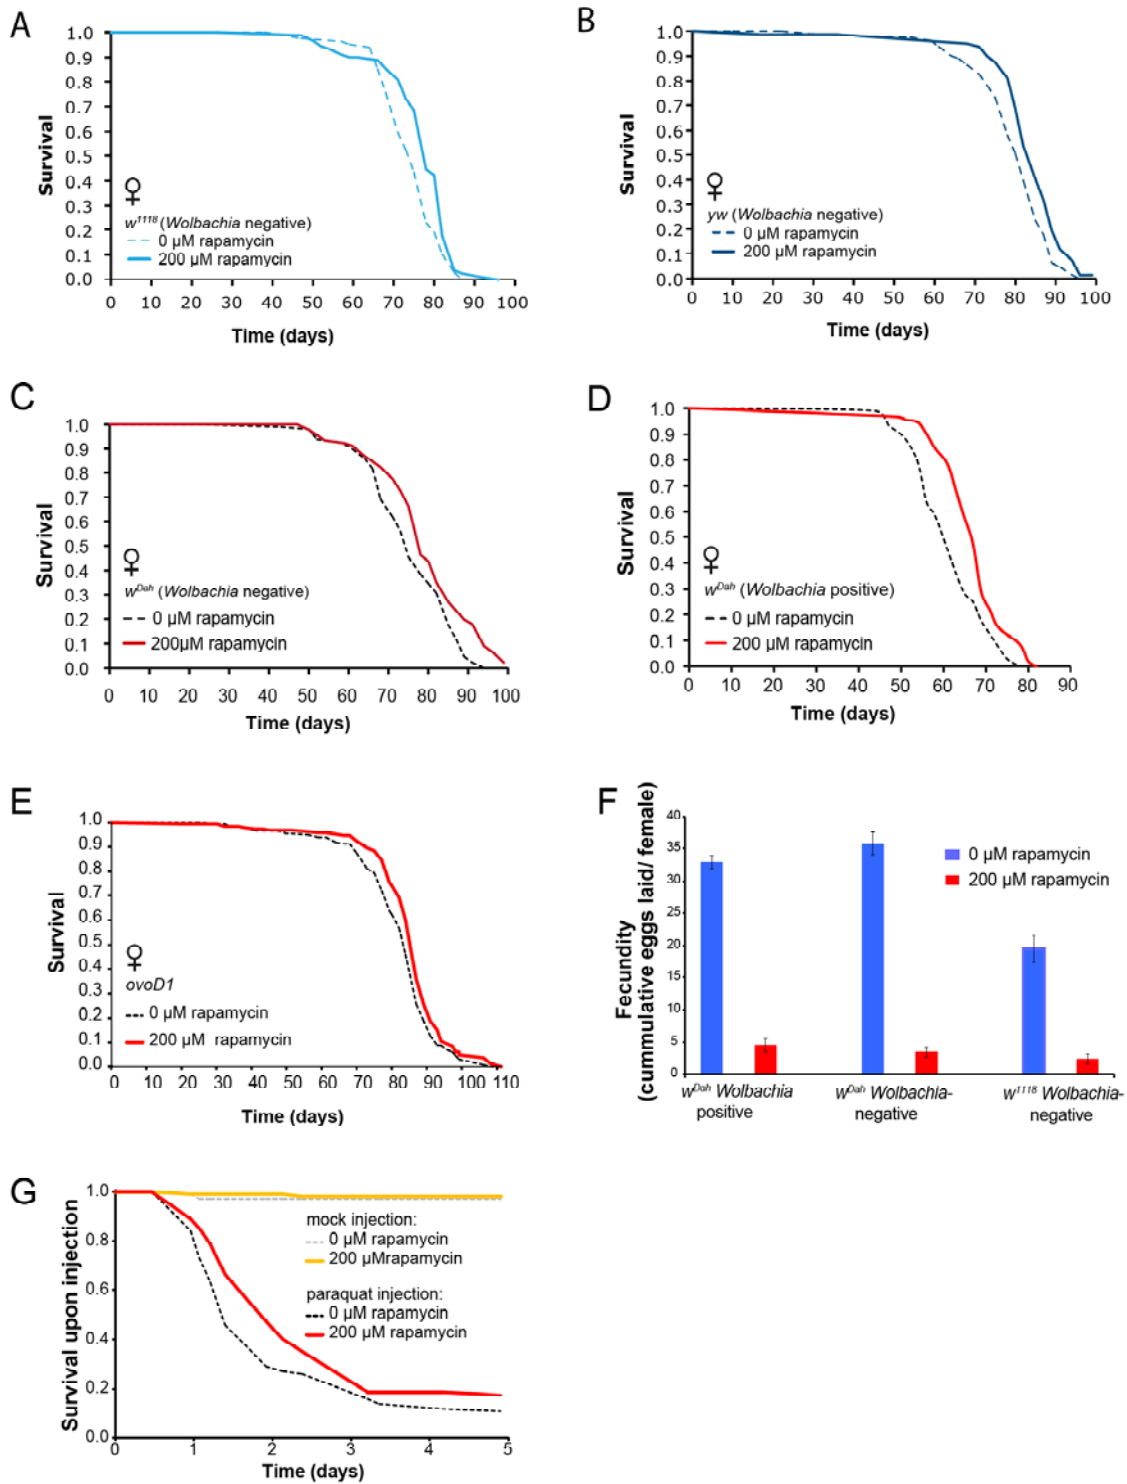 A
1.0
0.9
0.8
0.7
0.6
0.5
0.4
0.3
0.2
0.1
0.0
Survival
♀
w1118 (Wolbachia negative)
0 µM rapamycin
200 µM rapamycin
0 10 20 30 40 50 60 70 80 90 100
Time (days)
B
1.0
0.9
0.8
0.7
0.6
0.5
0.4
0.3
0.2
0.1
0.0
Survival
♀
yw (Wolbachia negative)
0 µM rapamycin
200 µM rapamycin
0 10 20 30 40 50 60 70 80 90 100
Time (days)
C
1.0
0.9
0.8
0.7
0.6
0.5
0.4
0.3
0.2
0.1
0.0
Survival
♀
wDah (Wolbachia negative)
0 µM rapamycin
200µM rapamycin
0 10 20 30 40 50 60 70 80 90 100
Time (days)
D
1.0
0.9
0.8
0.7
0.6
0.5
0.4
0.3
0.2
0.1
0.0
Survival
♀
wDah (Wolbachia positive)
0 µM rapamycin
200 µM rapamycin
0 10 20 30 40 50 60 70 80 90
Time (days)
E
1.0
0.9
0.8
0.7
0.6
.5
0.4
0.3
0.2
0.1
0.0
Survival
♀
ovoD1
0 µM rapamycin
200 µM rapamycin
0 10 20 30 40 50 60 70 80 90 100 110
Time (days)
F
40
35
30
25
20
15
10
5
0
Fecundity
(cummulative eggs laid/ female)
0 µM rapamycin
200 µM rapamycin
wDah Wolbachia
positive
wDah Wolbachia-
negative
w1118 Wolbachia-
negative
G
1.0
0.8
0.6
0.4
0.2
0.0
Survival upon injection
mock injection:
0 µM rapamycin
200 µMrapamycin
paraquat injection:
0 µM rapamycin
200 µM rapamycin
0 1 2 3 4 5
Time (days)